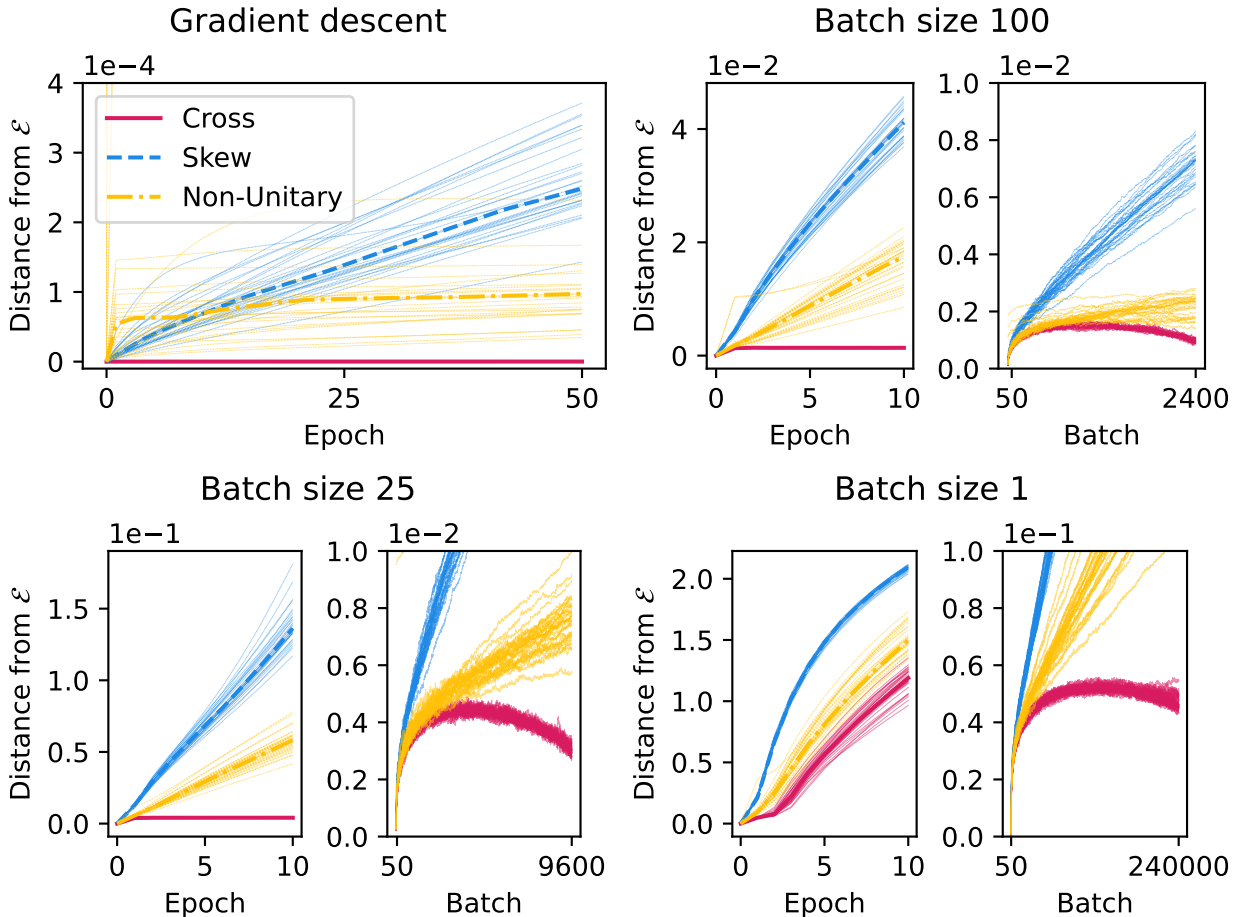 Gradient descent
1e−4
4
3
2
1
0
Distance from ℰ
Cross
Skew
Non-Unitary
0 25 50
Epoch
Batch size 100
1e−2
4
2
0
Distance from ℰ
0 5 10
Epoch
1e−2
1.0
0.8
0.6
0.4
0.2
0.0
50 2400
Batch
Batch size 25
1e−1
1.5
1.0
0.5
0.0
Distance from ℰ
0 5 10
Epoch
1e−2
1.0
0.8
0.6
0.4
0.2
0.0
50 9600
Batch
Batch size 1
2.0
1.5
1.0
0.5
0.0
Distance from ℰ
0 5 10
Epoch
1e−1
1.0
0.8
0.6
0.4
0.2
0.0
50 240000
Batch